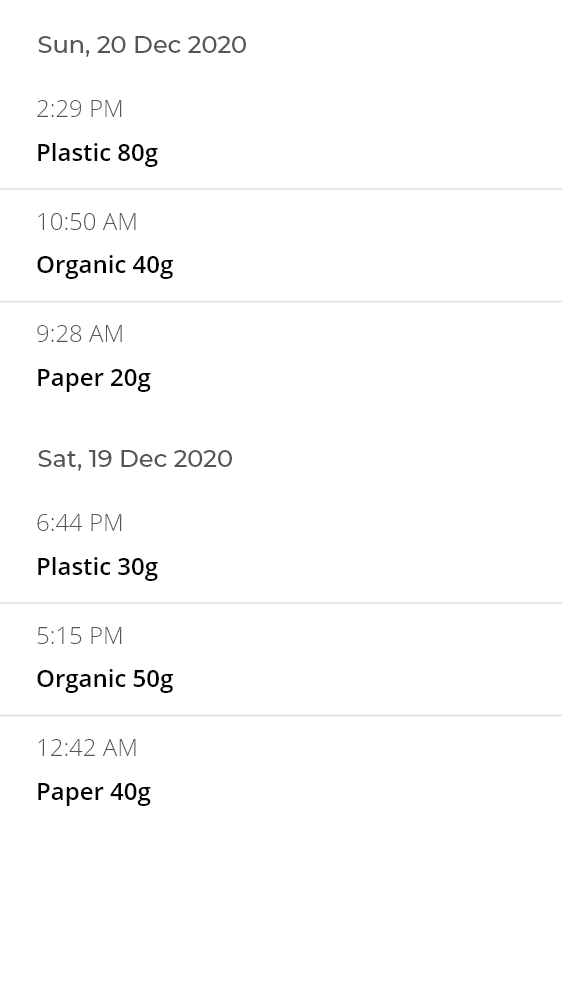 Sun, 20 Dec 2020
2:29 PM
Plastic 80g
10:50 AM
Organic 40g
9:28 AM
Paper 20g
Sat, 19 Dec 2020
6:44 PM
Plastic 30g
5:15 PM
Organic 50g
12:42 AM
Paper 40g